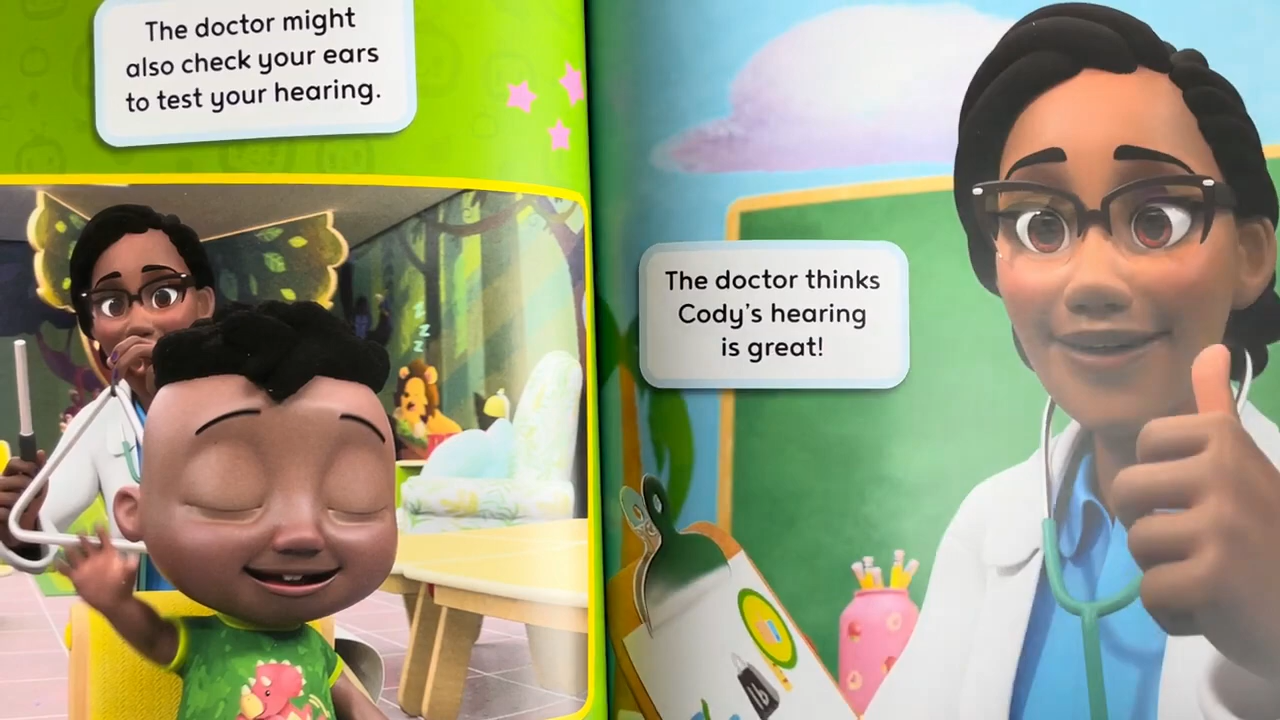 The doctor might
also check your ears
to test your hearing.
z
z
z
The doctor thinks
Cody's hearing
is great!